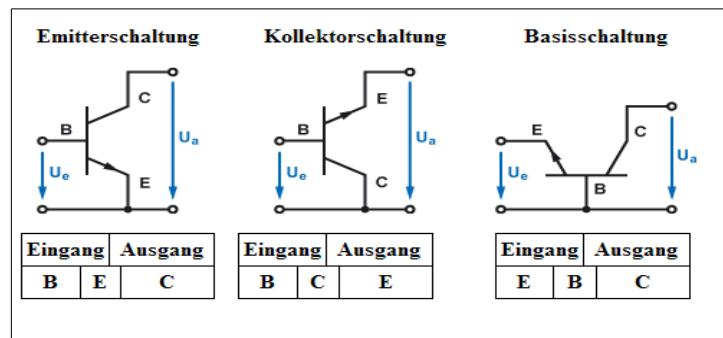 Emitterschaltung
C
B
E
Ue
Ua
Eingang Ausgang
B E C
Kollektorschaltung
E
B
C
Ue
Ua
Eingang Ausgang
B C E
Basisschaltung
E
C
B
Ue
Ua
Eingang Ausgang
E B C